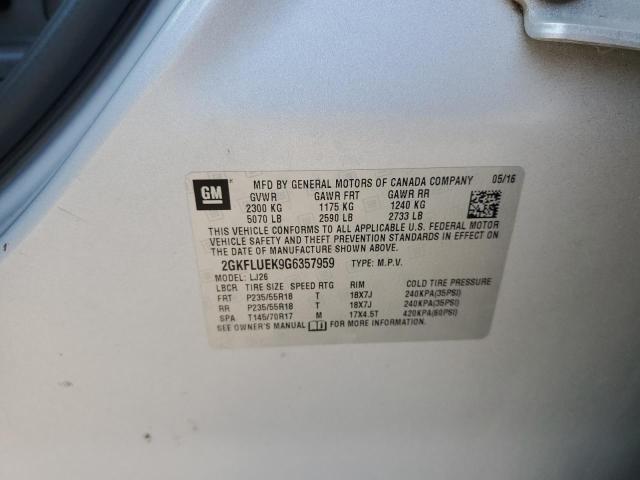 GM
MFD BY GENERAL MOTORS OF CANADA COMPANY 05/16
GVWR GAWR FRT GAWR RR
2300 KG 1175 KG 1240 KG
5070 LB 2590 LB 2733 LB
THIS VEHICLE CONFORMS TO ALL APPLICABLE U.S. FEDERAL MOTOR
VEHICLE SAFETY AND THEFT PREVENTION STANDARDS IN EFFECT ON
THE DATE OF MANUFACTURE SHOWN ABOVE.
2GKFLUEK9G6357959 TYPE: M.P.V.
MODEL: LJ26
LBCR TIRE SIZE SPEED RTG RIM COLD TIRE PRESSURE
FRT P235/55R18 T 18X7J 240KPA(35PSI)
RR P235/55R18 T 18X7J 240KPA(35PSI)
SPA T145/70R17 M 17X4.5T 420KPA(60PSI)
SEE OWNER'S MANUAL FOR MORE INFORMATION.